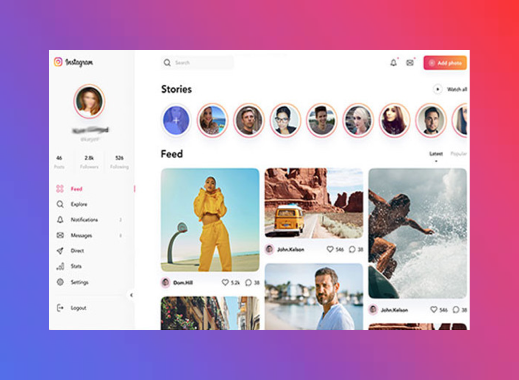 Instagram
Search
Add photo
Stories
Watch all
46
2.8k
526
Posts
Followers
Following
Feed
Latest
Popular
Feed
Explore
Notifications
Messages
Direct
Stats
Settings
Logout
John.Kelson
546
38
Dom.Hill
5.2k
38
John.Kelson
546
38